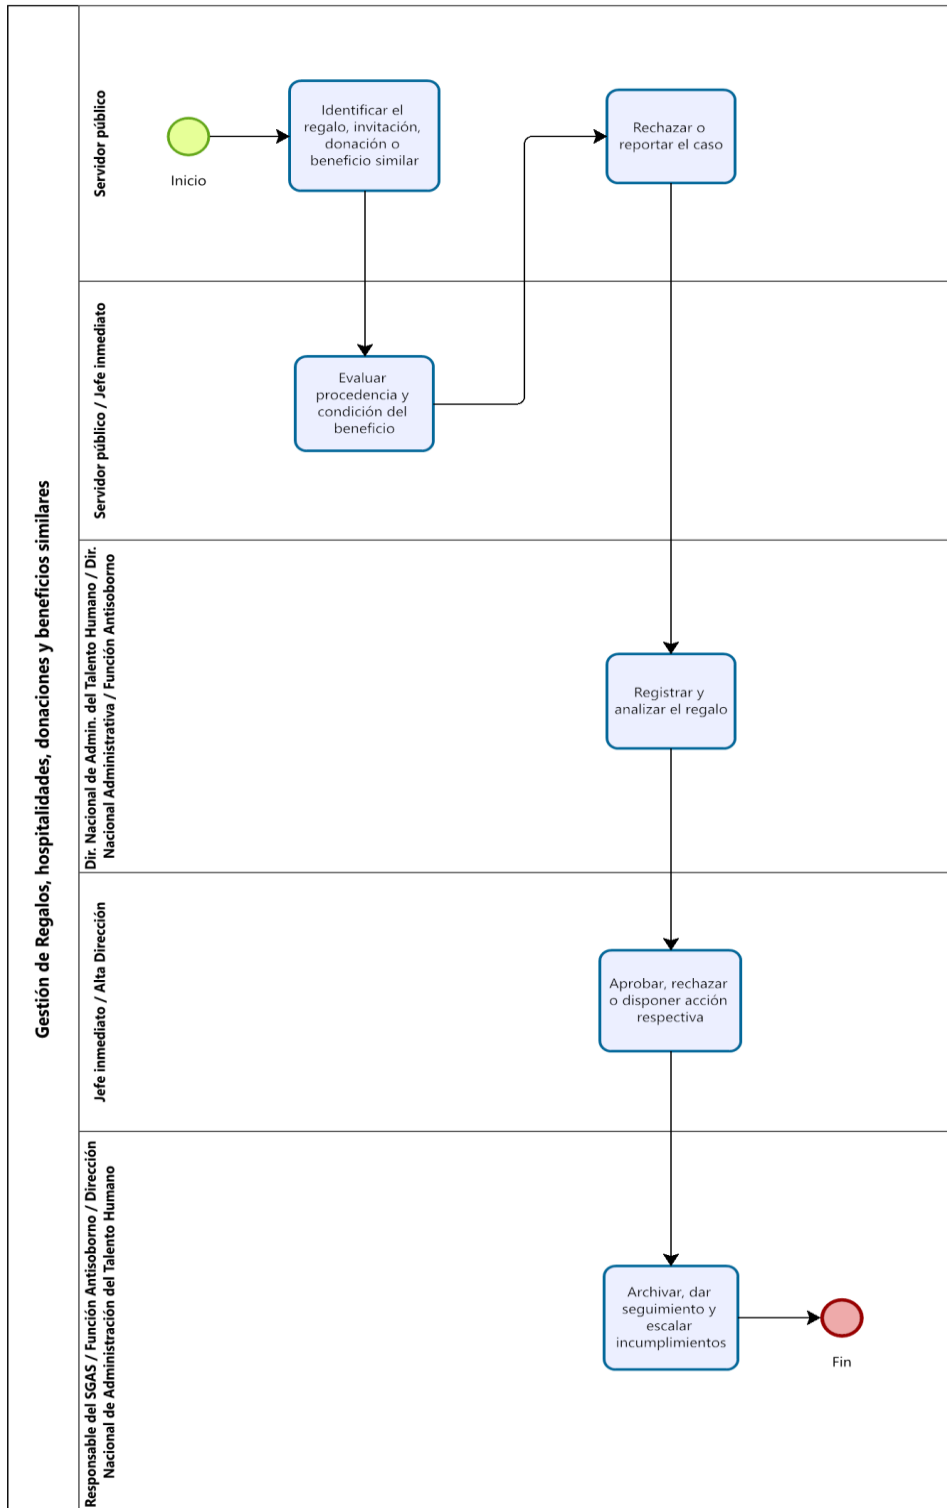 Gestión de Regalos, hospitalidades, donaciones y beneficios similares
Servidor público
Inicio
Identificar el
regalo, invitación,
donación o
beneficio similar
Rechazar o
reportar el caso
Servidor público / Jefe inmediato
Evaluar
procedencia y
condición del
beneficio
Dir. Nacional de Admin. del Talento Humano / Dir.
Nacional Administrativa / Función Antisoborno
Registrar y
analizar el regalo
Jefe inmediato / Alta Dirección
Aprobar, rechazar
o disponer acción
respectiva
Responsable del SGAS / Función Antisoborno / Dirección
Nacional de Administración del Talento Humano
Archivar, dar
seguimiento y
escalar
incumplimientos
Fin